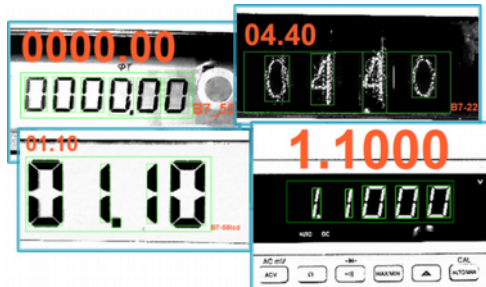 0000.00
ФТ
0000.00
B7_54
04.40
0440
B7-22
01.10
01.10
B7-68lcd
1.1000
V
1.1000
AUTO DC
AC mV
CAL
ACV
Ω
MAX/MIN
AUTO/MAN